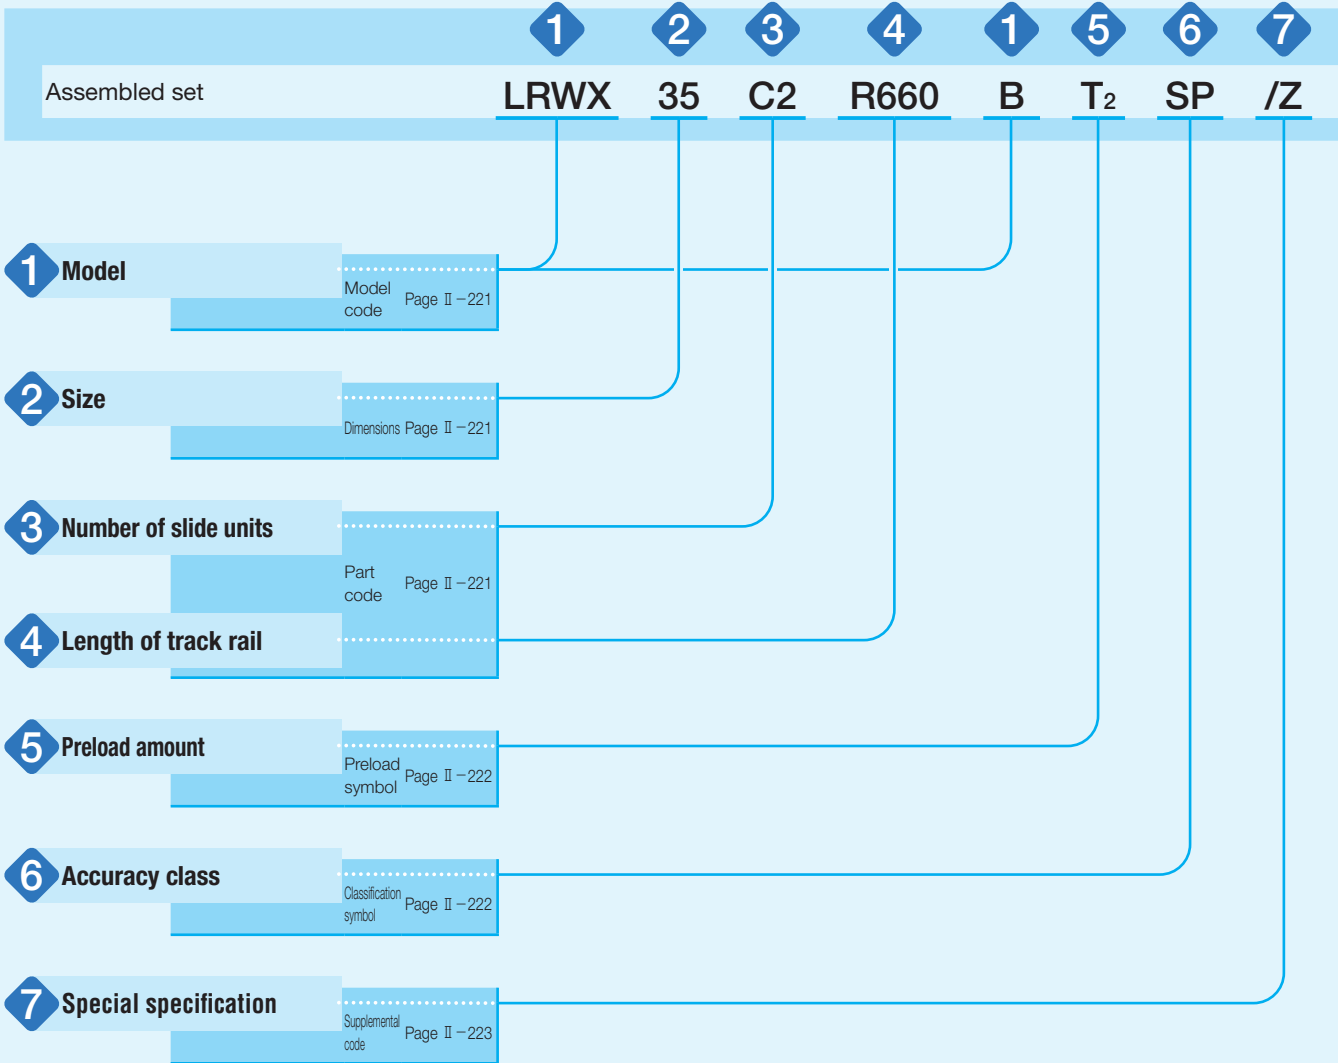 1 2 3 4 1 5 6 7
Assembled set LRWX 35 C2 R660 B T2 SP /Z
1 Model
Model code Page Ⅱ−221
2 Size
Dimensions Page Ⅱ−221
3 Number of slide units
Part code Page Ⅱ−221
4 Length of track rail
5 Preload amount
Preload symbol Page Ⅱ−222
6 Accuracy class
Classification symbol Page Ⅱ−222
7 Special specification
Supplemental code Page Ⅱ−223